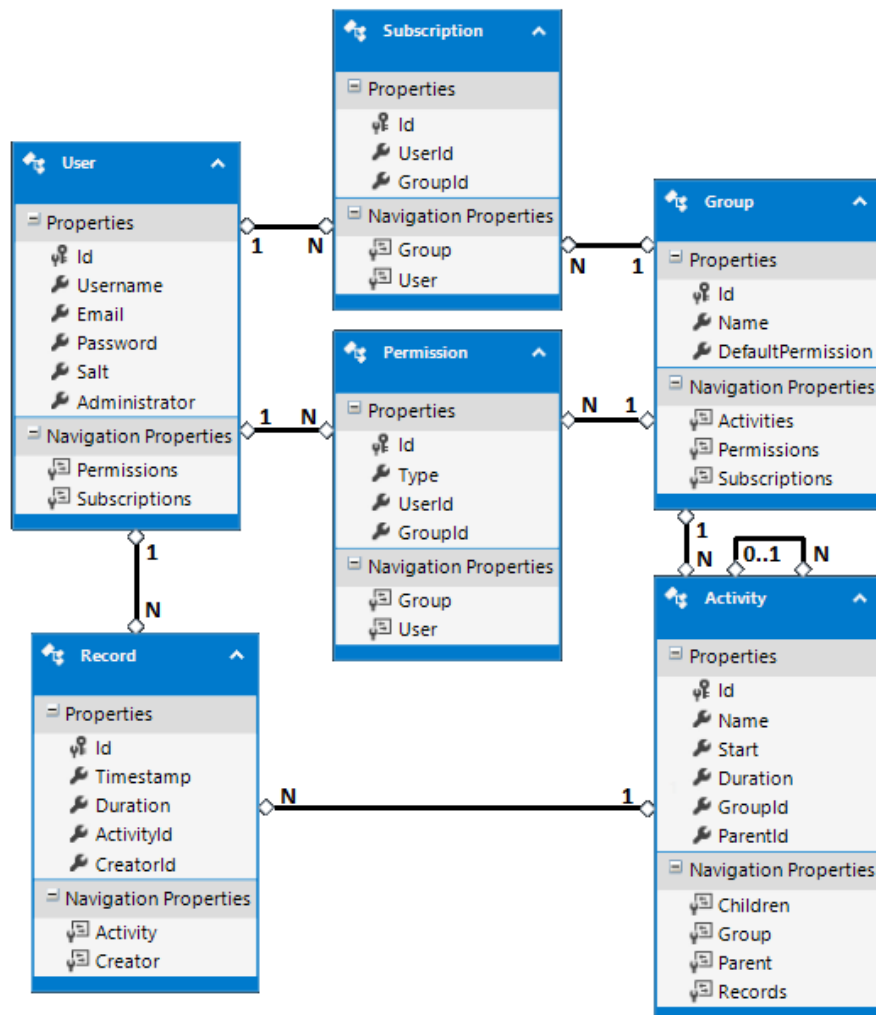 Subscription
Properties
Id
UserId
GroupId
Navigation Properties
Group
User
User
Properties
Id
Username
Email
Password
Salt
Administrator
Navigation Properties
Permissions
Subscriptions
1 N
N 1
Group
Properties
Id
Name
DefaultPermission
Navigation Properties
Activities
Permissions
Subscriptions
Permission
Properties
Id
Type
UserId
GroupId
Navigation Properties
Group
User
1 N
N 1
1
N
1
N 0..1 N
Record
Properties
Id
Timestamp
Duration
ActivityId
CreatorId
Navigation Properties
Activity
Creator
N 1
Activity
Properties
Id
Name
Start
Duration
GroupId
ParentId
Navigation Properties
Children
Group
Parent
Records